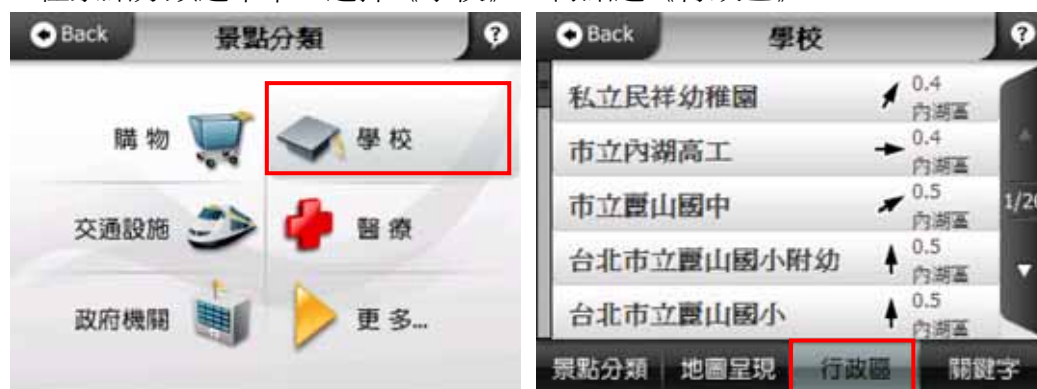 Back
景點分類
?
購物
學校
交通設施
醫療
政府機關
更多...
Back
學校
?
私立民祥幼稚園
0.4
內湖區
市立內湖高工
0.4
內湖區
市立麗山國中
0.5
內湖區
台北市立麗山國小附幼
0.5
內湖區
台北市立麗山國小
0.5
內湖區
景點分類
地圖呈現
行政區
關鍵字